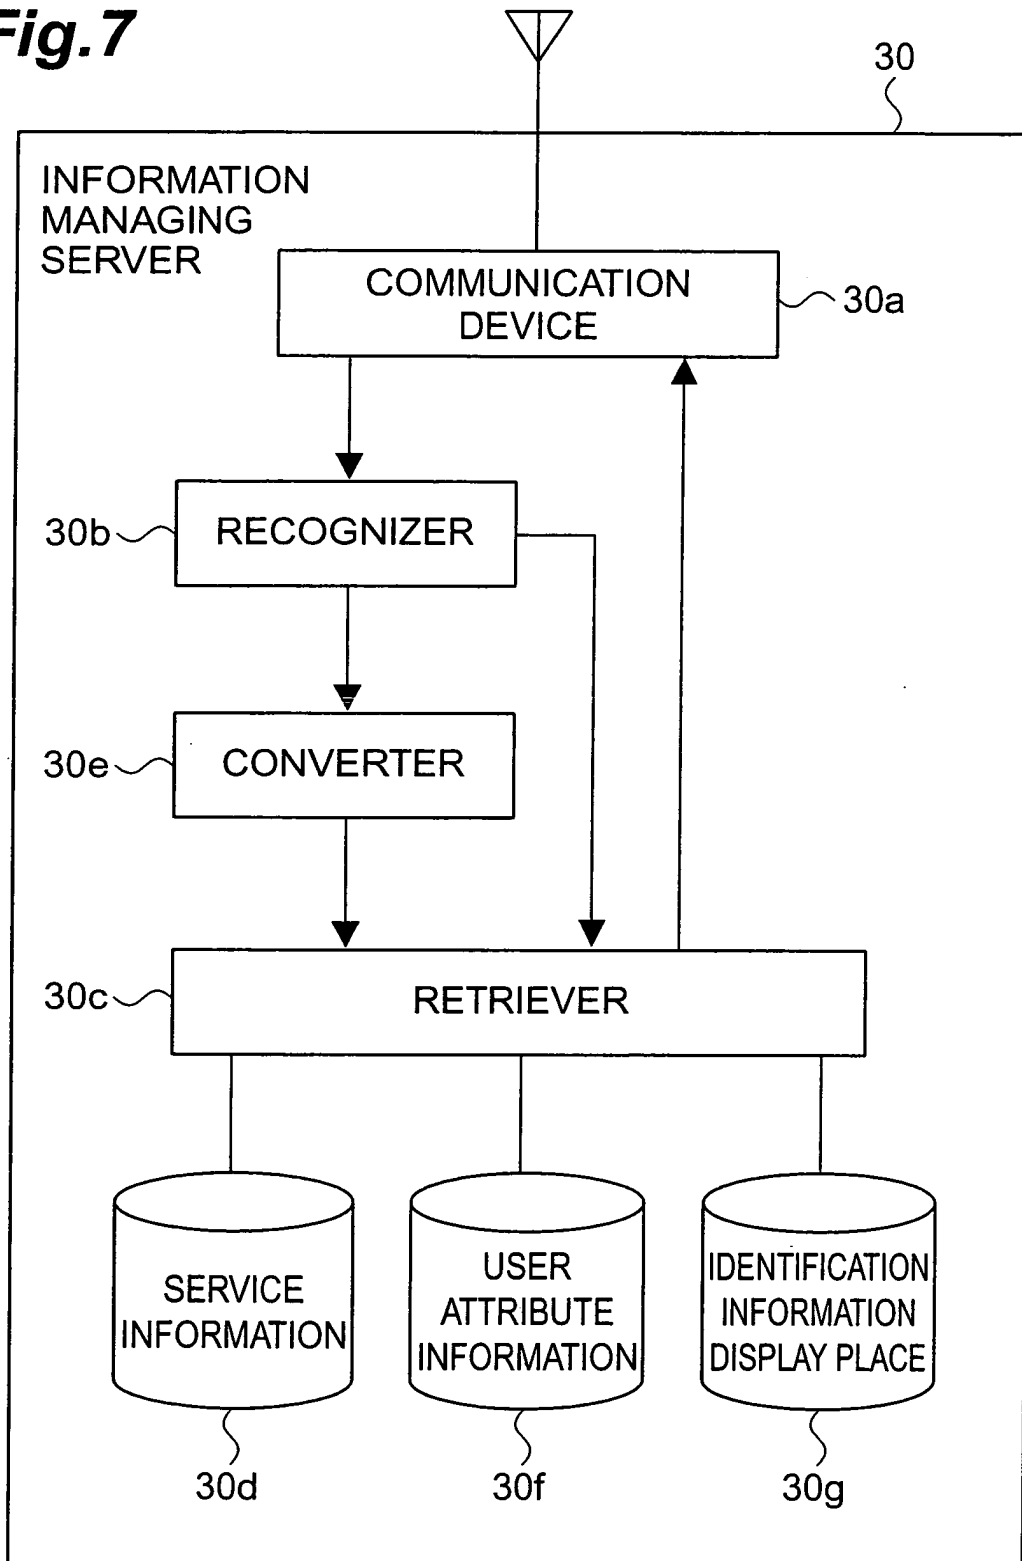 Fig.7
30
INFORMATION
MANAGING
SERVER
COMMUNICATION
DEVICE
30a
30b
RECOGNIZER
30e
CONVERTER
30c
RETRIEVER
SERVICE
INFORMATION
USER
ATTRIBUTE
INFORMATION
IDENTIFICATION
INFORMATION
DISPLAY PLACE
30d
30f
30g